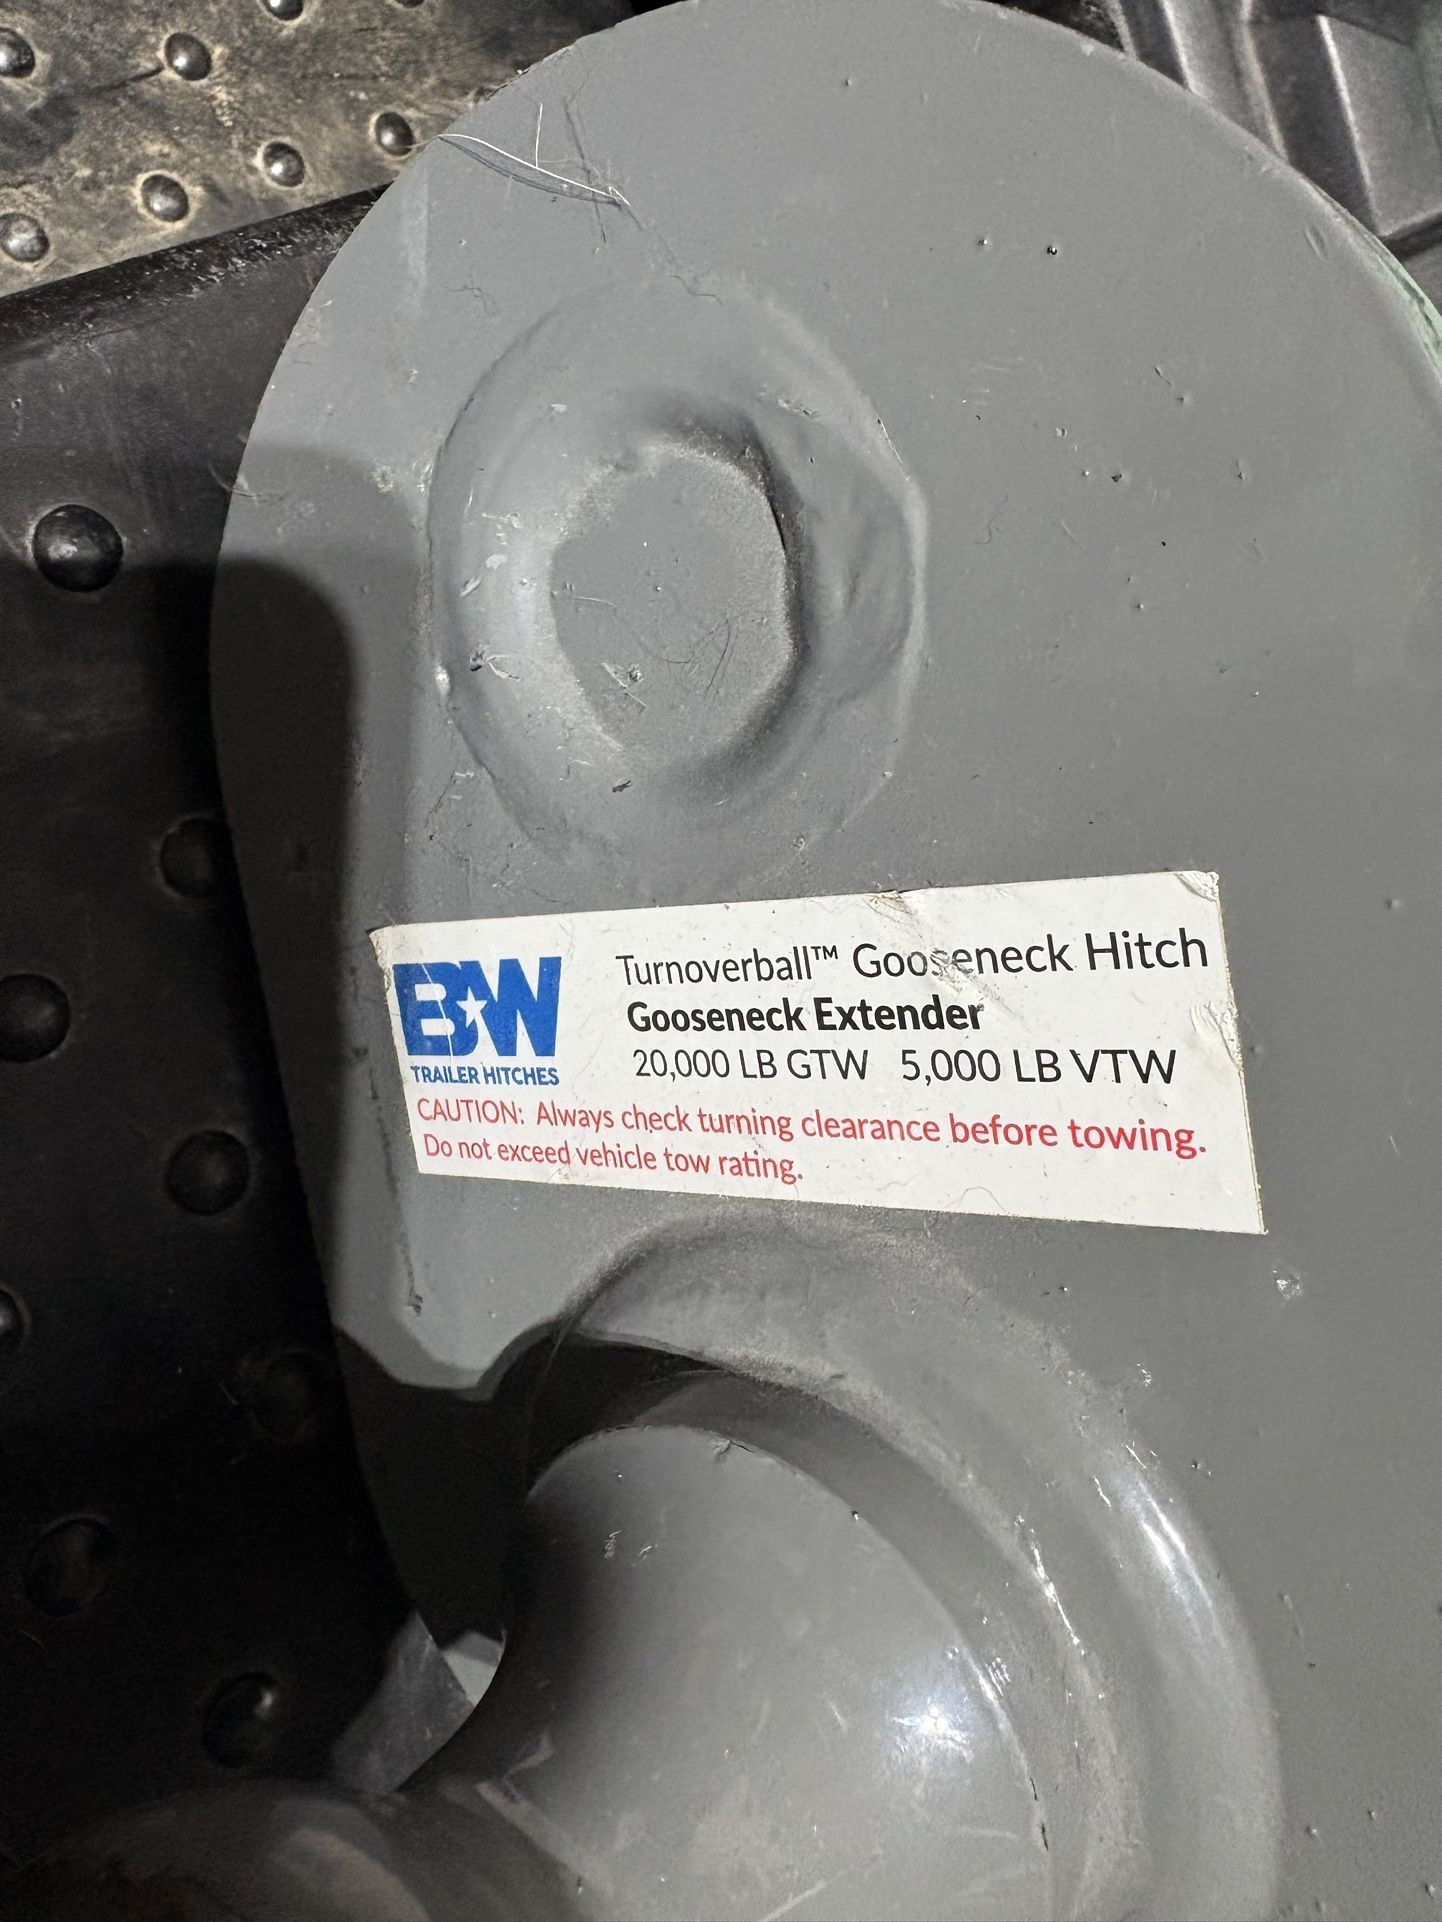 B&W
TRAILER HITCHES
Turnoverball™ Gooseneck Hitch
Gooseneck Extender
20,000 LB GTW 5,000 LB VTW
CAUTION: Always check turning clearance before towing.
Do not exceed vehicle tow rating.